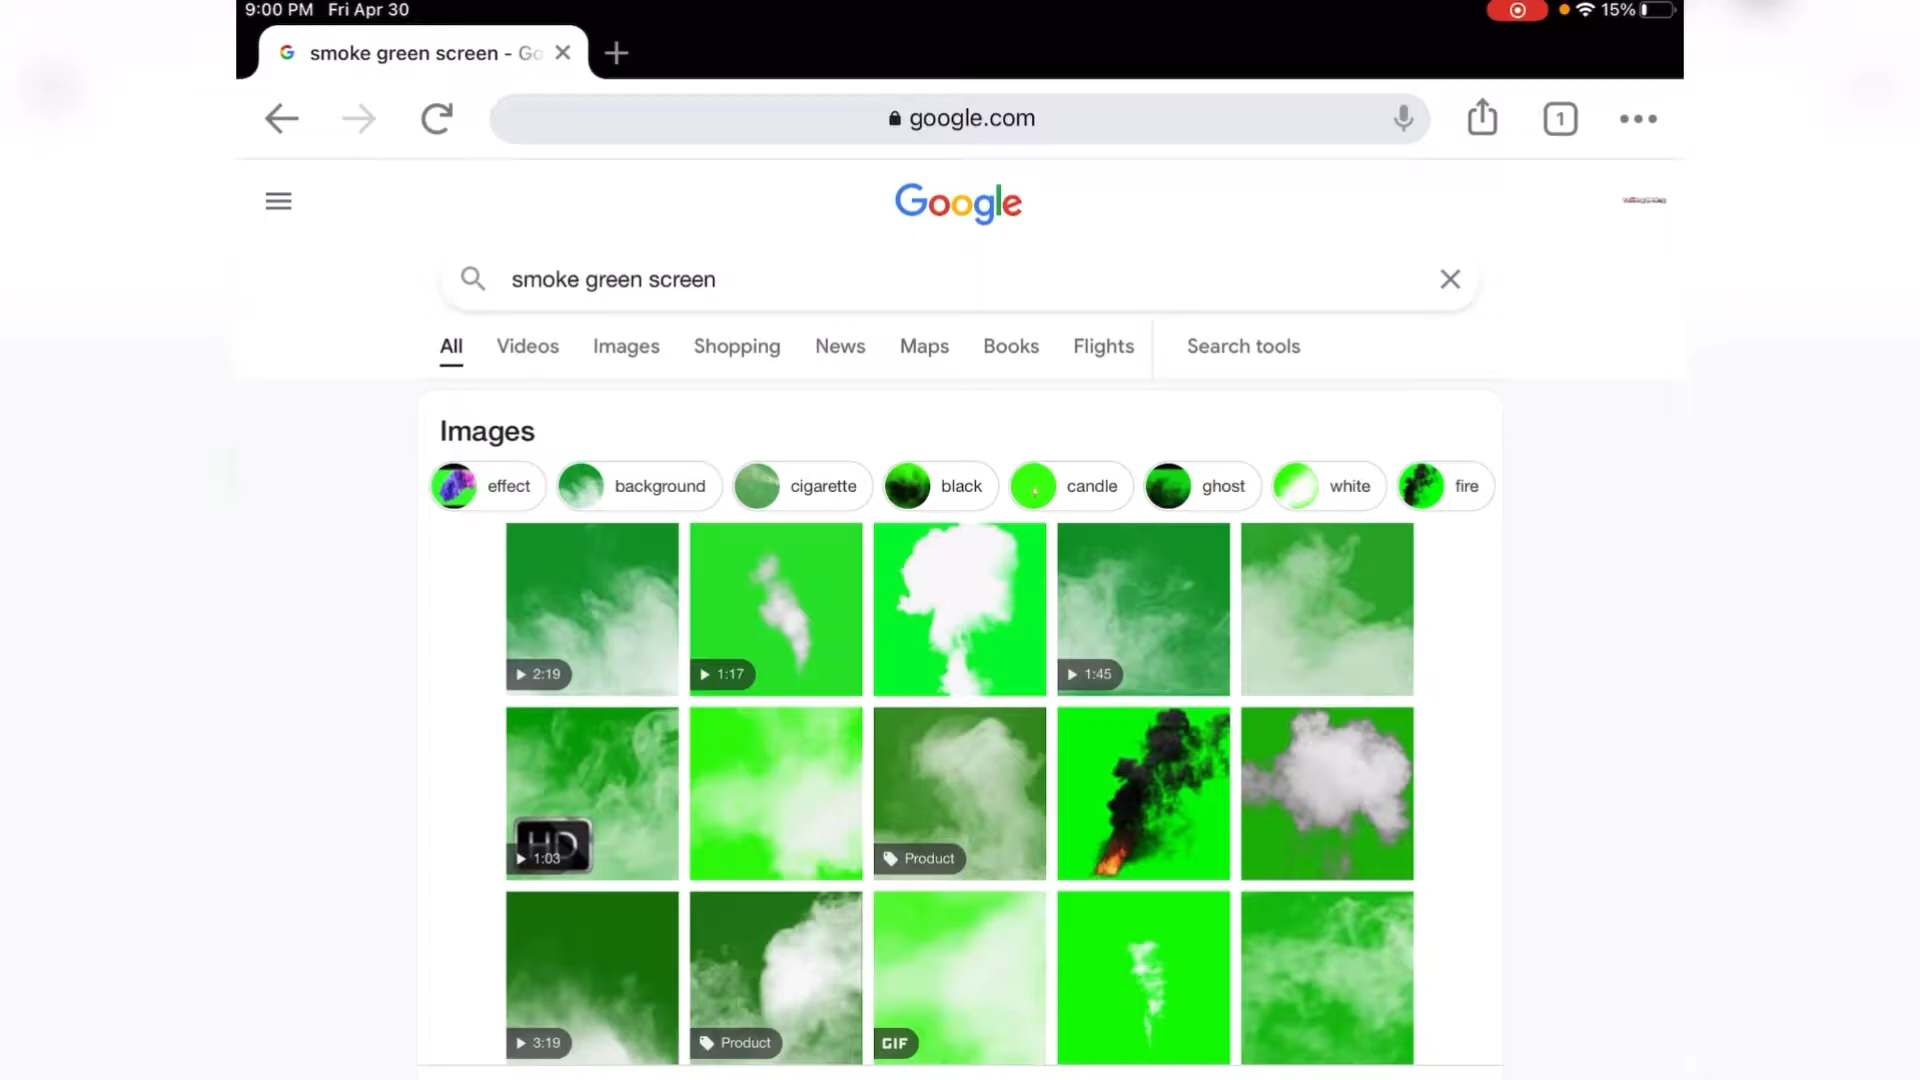 9:00 PM Fri Apr 30
15%
smoke green screen - Go
google.com
1
Google
smoke green screen
All Videos Images Shopping News Maps Books Flights Search tools
Images
effect background cigarette black candle ghost white fire
2:19 1:17 1:45
HD
1:03 Product
3:19 Product GIF